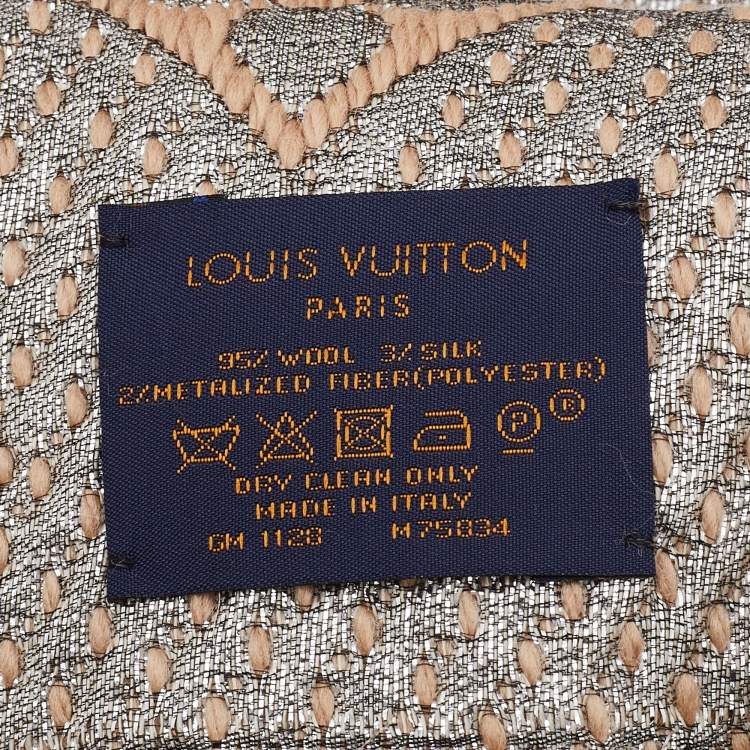 LOUIS VUITTON
PARIS
95% WOOL 3% SILK
2%METALIZED FIBER(POLYESTER)
P ®
DRY CLEAN ONLY
MADE IN ITALY
GM 1128 M75834